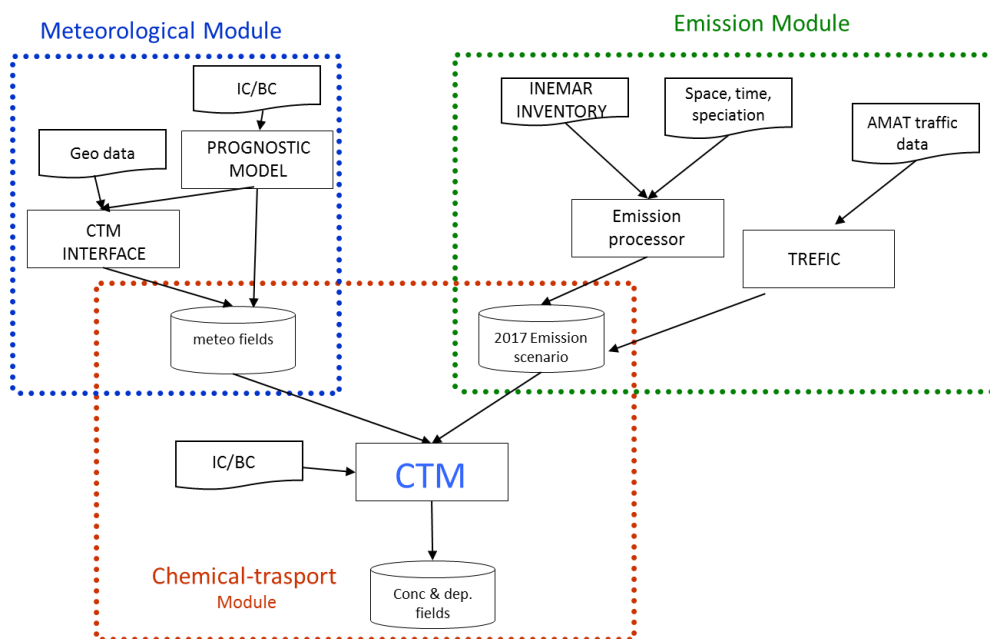 Meteorological Module
Emission Module
IC/BC
Geo data
PROGNOSTIC
MODEL
CTM
INTERFACE
meteo fields
INEMAR
INVENTORY
Space, time,
speciation
AMAT traffic
data
Emission
processor
TREFIC
2017 Emission
scenario
IC/BC
CTM
Chemical-trasport
Module
Conc & dep.
fields